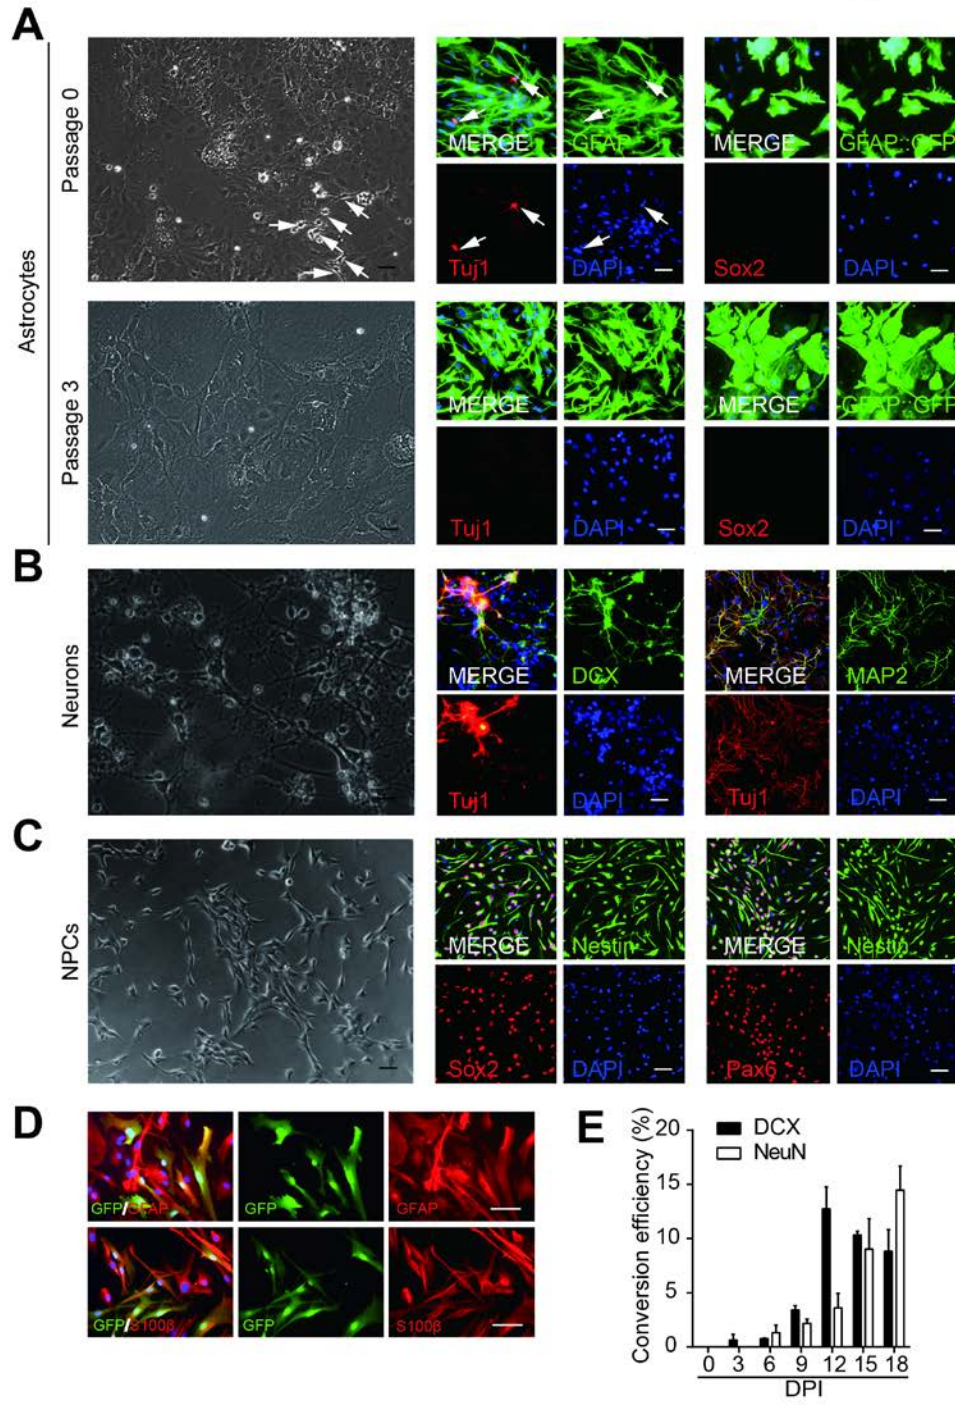 A
Astrocytes
Passage 0
MERGE GFAP MERGE GFAP::GFP
Tuj1 DAPI Sox2 DAPI
Passage 3
MERGE GFAP MERGE GFAP::GFP
Tuj1 DAPI Sox2 DAPI
B
Neurons
MERGE DCX MERGE MAP2
Tuj1 DAPI Tuj1 DAPI
C
NPCs
MERGE Nestin MERGE Nestin
Sox2 DAPI Pax6 DAPI
D
GFP/GFAP GFP GFAP
GFP/S100ß GFP S100ß
E
Conversion efficiency (%)
DCX
NeuN
20
15
10
5
0
0 3 6 9 12 15 18
DPI